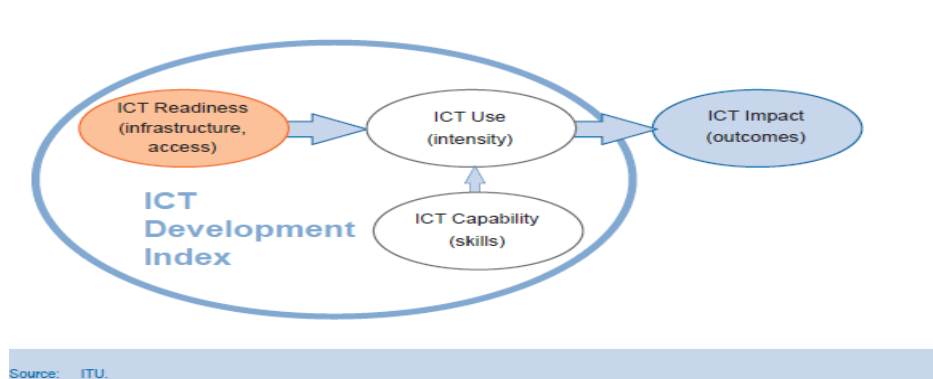 ICT Readiness
(infrastructure,
access)
ICT Use
(intensity)
ICT Impact
(outcomes)
ICT
Development
Index
ICT Capability
(skills)
Source: ITU.